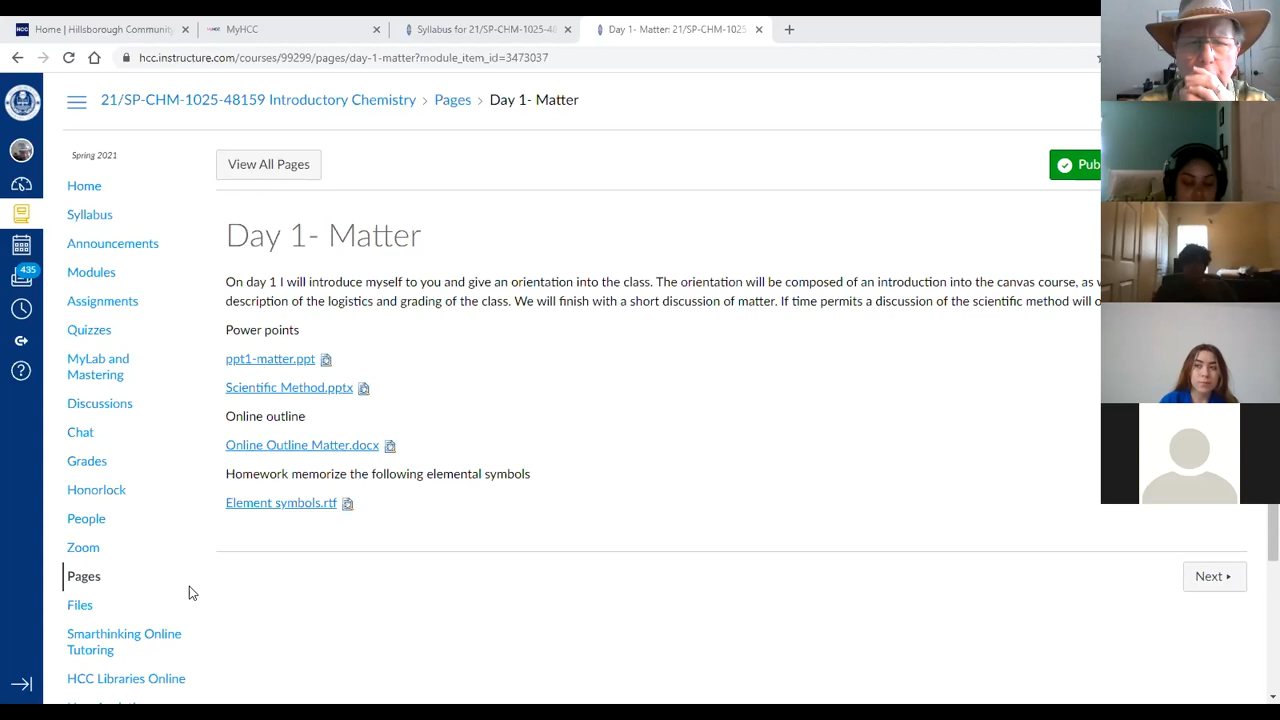 Home | Hillsborough Community
MyHCC
Syllabus for 21/SP-CHM-1025-48
Day 1- Matter: 21/SP-CHM-1025
hcc.instructure.com/courses/99299/pages/day-1-matter?module_item_id=3473037
21/SP-CHM-1025-48159 Introductory Chemistry > Pages > Day 1- Matter
Spring 2021
View All Pages
Pub
Home
Syllabus
Announcements
Modules
Assignments
Quizzes
MyLab and
Mastering
Discussions
Chat
Grades
Honorlock
People
Zoom
Pages
Files
Smarthinking Online
Tutoring
HCC Libraries Online
435
Day 1- Matter
On day 1 I will introduce myself to you and give an orientation into the class. The orientation will be composed of an introduction into the canvas course, as w
description of the logistics and grading of the class. We will finish with a short discussion of matter. If time permits a discussion of the scientific method will o
Power points
ppt1-matter.ppt
Scientific Method.pptx
Online outline
Online Outline Matter.docx
Homework memorize the following elemental symbols
Element symbols.rtf
Next